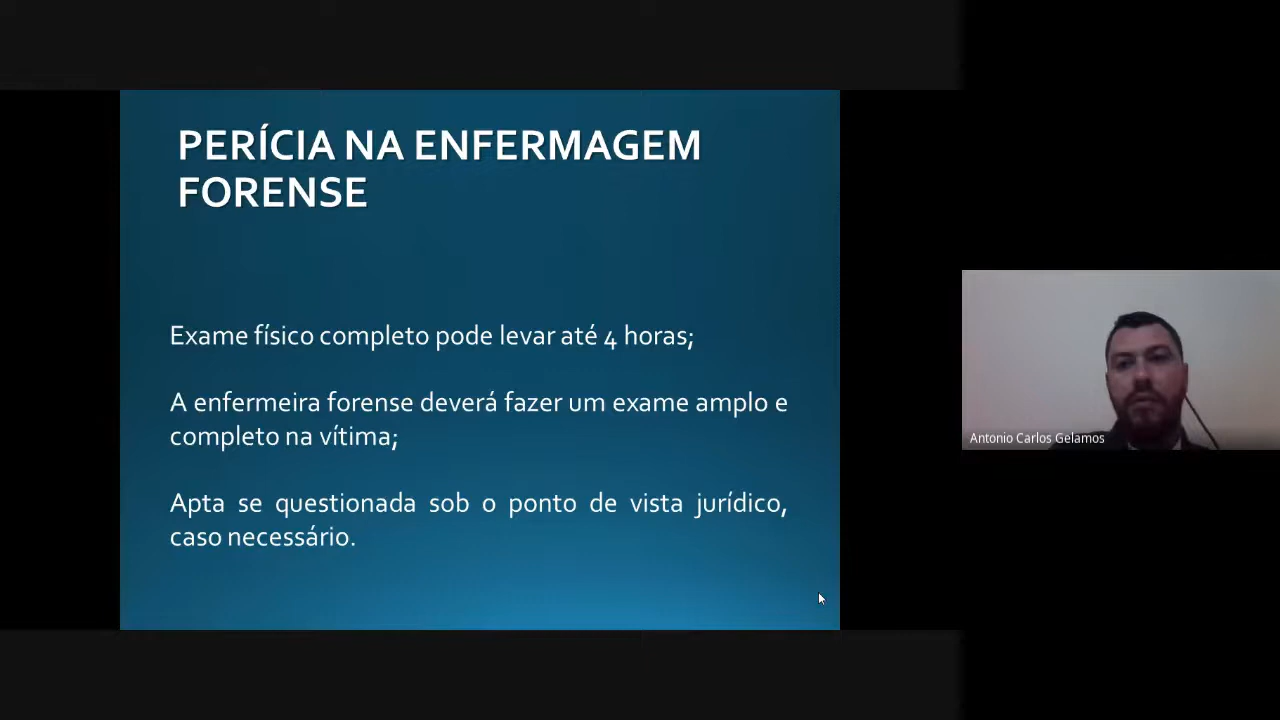 PERÍCIA NA ENFERMAGEM
FORENSE
Exame físico completo pode levar até 4 horas;
A enfermeira forense deverá fazer um exame amplo e
completo na vítima;
Apta se questionada sob o ponto de vista jurídico,
caso necessário.
Antonio Carlos Gelamos